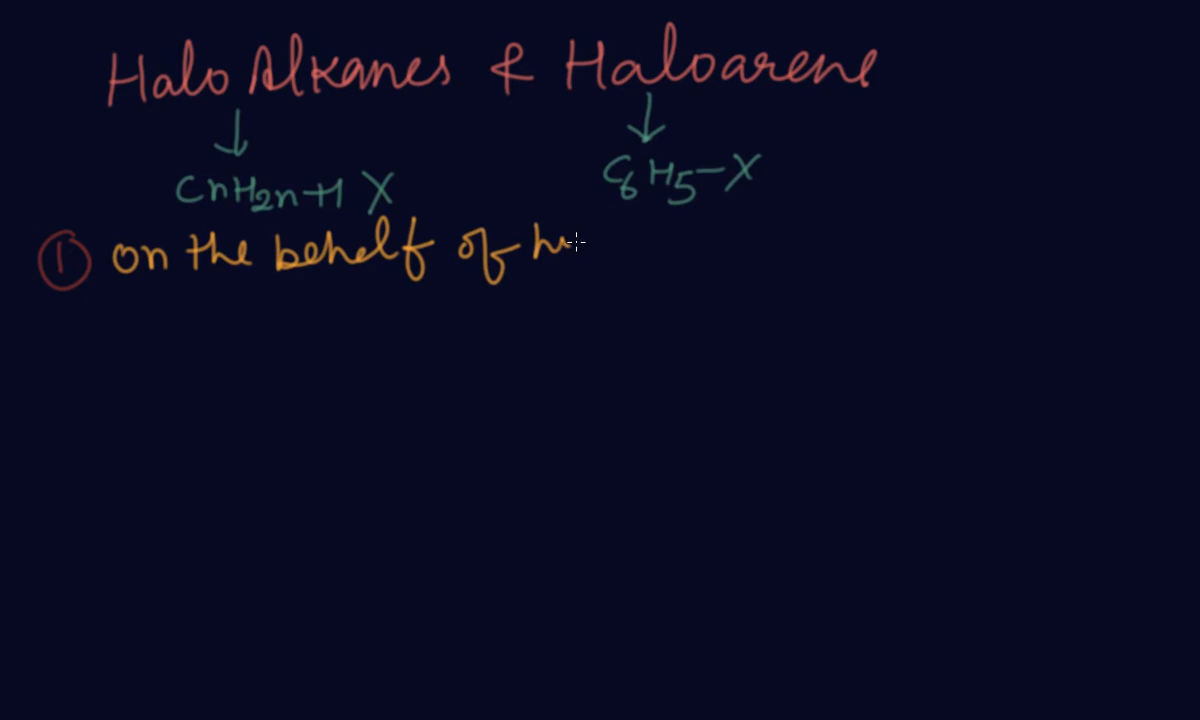 Halo Alkanes & Haloarene
CnH2n+1 X C6H5-X
① on the behalf of